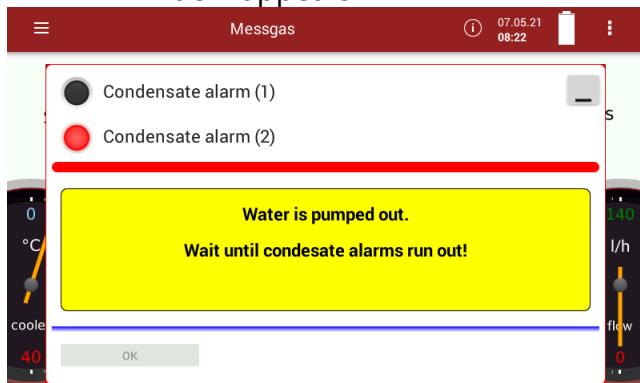 Messgas
07.05.21
08:22
Condensate alarm (1)
Condensate alarm (2)
s
Water is pumped out.
Wait until condesate alarms run out!
0
°C
coole
40
140
l/h
flow
0
OK